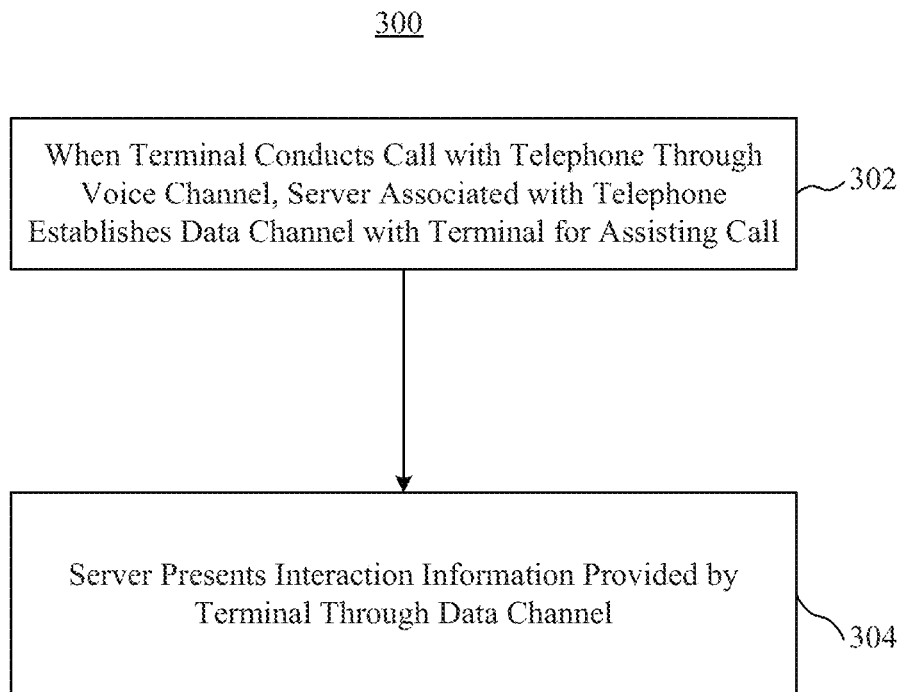 300
When Terminal Conducts Call with Telephone Through
Voice Channel, Server Associated with Telephone
Establishes Data Channel with Terminal for Assisting Call
302
Server Presents Interaction Information Provided by
Terminal Through Data Channel
304